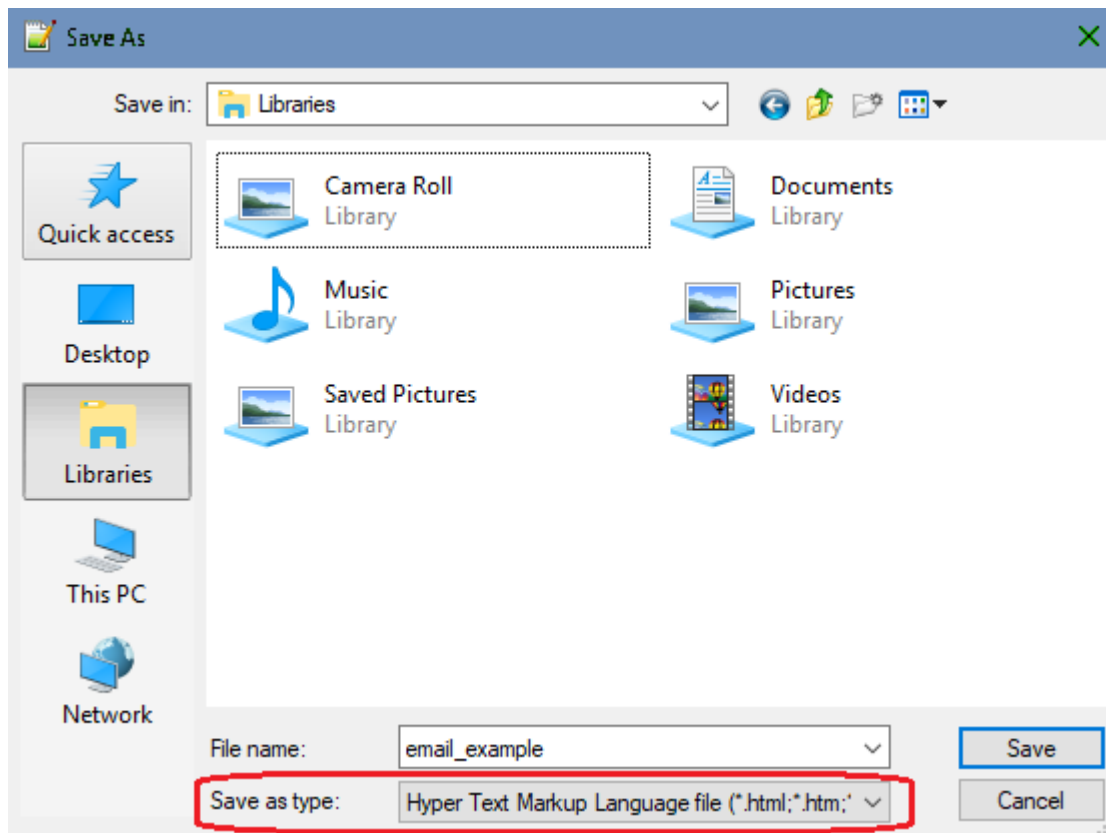 Save As
Save in:
Libraries
Quick access
Desktop
Libraries
This PC
Network
Camera Roll
Library
Documents
Library
Music
Library
Pictures
Library
Saved Pictures
Library
Videos
Library
File name:
email_example
Save
Save as type:
Hyper Text Markup Language file (*.html;*.htm;*
Cancel